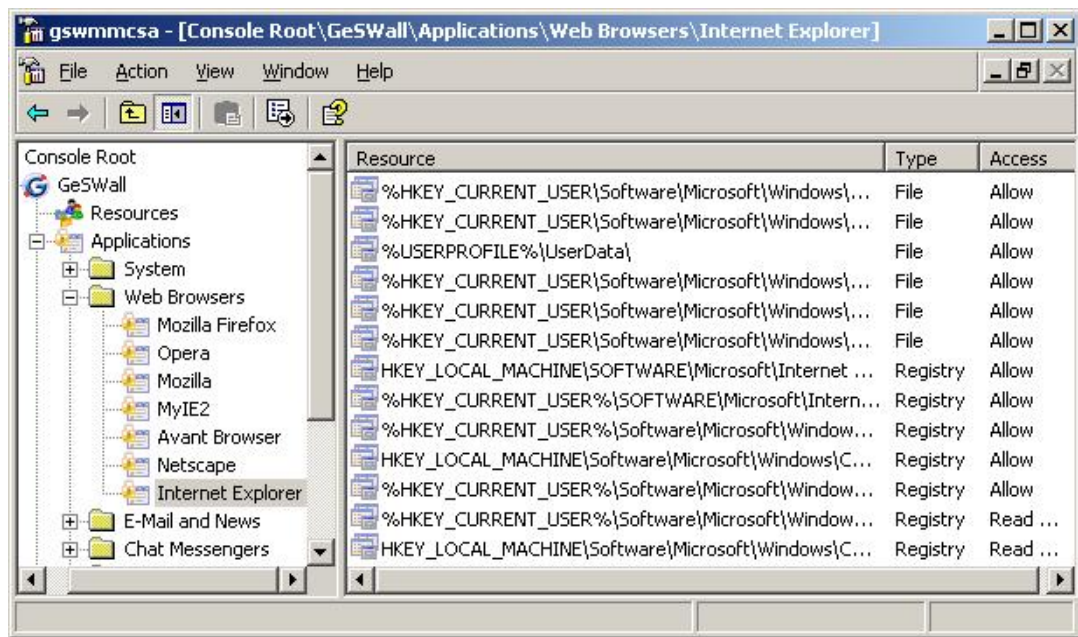 gswmmcsa - [Console Root\GeSWall\Applications\Web Browsers\Internet Explorer]
File Action View Window Help
Console Root
GeSWall
Resources
Applications
System
Web Browsers
Mozilla Firefox
Opera
Mozilla
MyIE2
Avant Browser
Netscape
Internet Explorer
E-Mail and News
Chat Messengers
Resource Type Access
%HKEY_CURRENT_USER\Software\Microsoft\Windows\... File Allow
%HKEY_CURRENT_USER\Software\Microsoft\Windows\... File Allow
%USERPROFILE%\UserData\ File Allow
%HKEY_CURRENT_USER\Software\Microsoft\Windows\... File Allow
%HKEY_CURRENT_USER\Software\Microsoft\Windows\... File Allow
%HKEY_CURRENT_USER\Software\Microsoft\Windows\... File Allow
HKEY_LOCAL_MACHINE\SOFTWARE\Microsoft\Internet ... Registry Allow
%HKEY_CURRENT_USER%\SOFTWARE\Microsoft\Intern... Registry Allow
%HKEY_CURRENT_USER%\Software\Microsoft\Window... Registry Allow
HKEY_LOCAL_MACHINE\Software\Microsoft\Windows\C... Registry Allow
%HKEY_CURRENT_USER%\Software\Microsoft\Window... Registry Allow
%HKEY_CURRENT_USER%\Software\Microsoft\Window... Registry Read ...
HKEY_LOCAL_MACHINE\Software\Microsoft\Windows\C... Registry Read ...